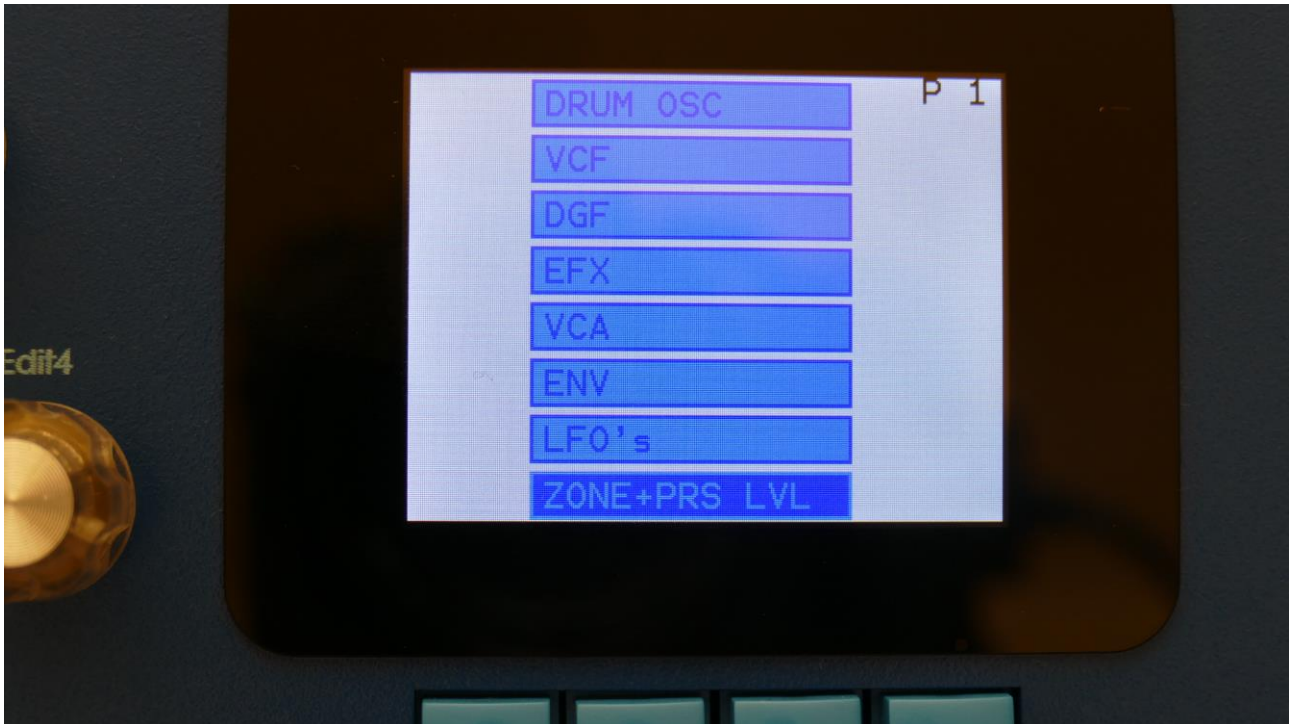 P 1
DRUM OSC
VCF
DGF
EFX
VCA
ENV
LFO's
ZONE+PRS LVL
Edit4